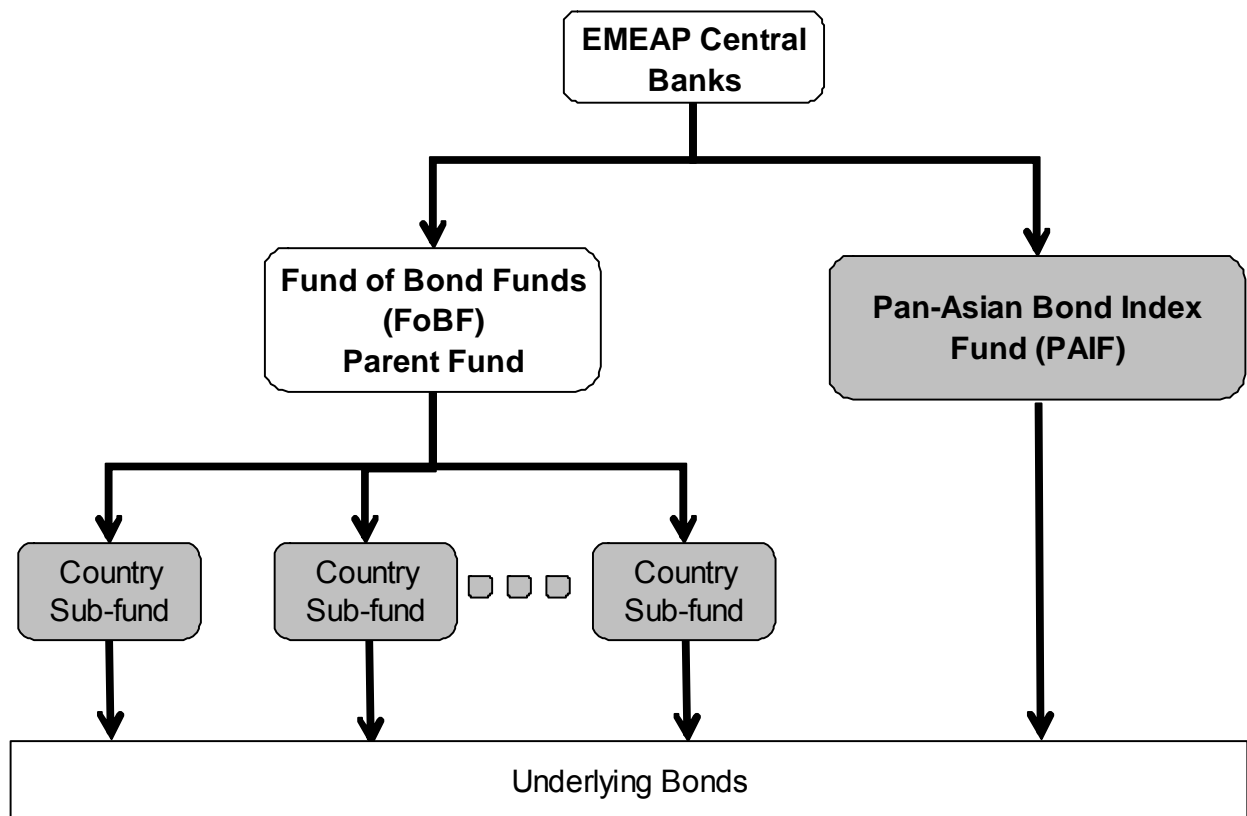 EMEAP Central
Banks
Fund of Bond Funds
(FoBF)
Parent Fund
Pan-Asian Bond Index
Fund (PAIF)
Country
Sub-fund
Country
Sub-fund
Country
Sub-fund
Underlying Bonds